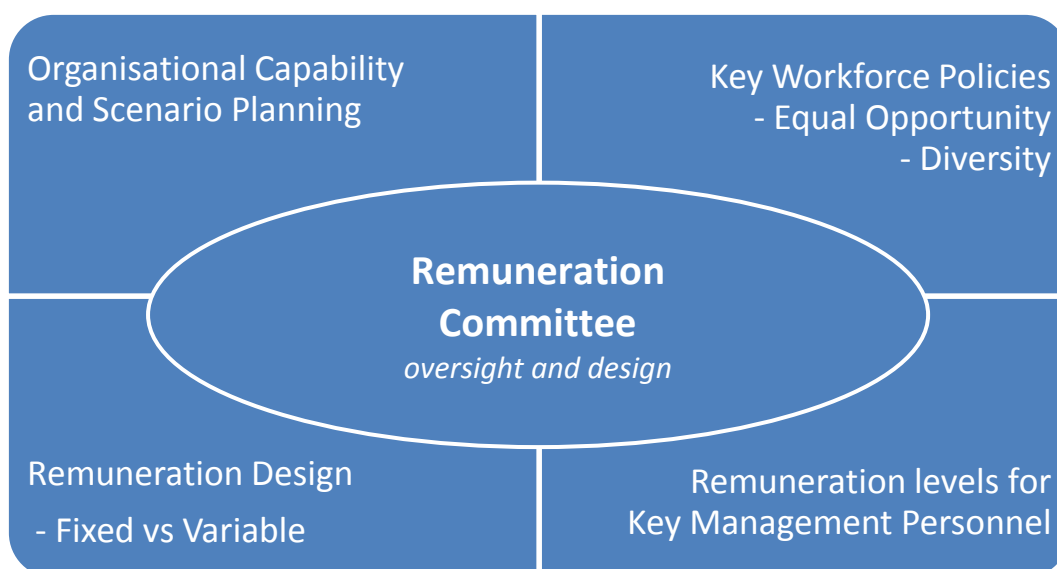 Organisational Capability
and Scenario Planning
Key Workforce Policies
- Equal Opportunity
- Diversity
Remuneration
Committee
oversight and design
Remuneration Design
- Fixed vs Variable
Remuneration levels for
Key Management Personnel